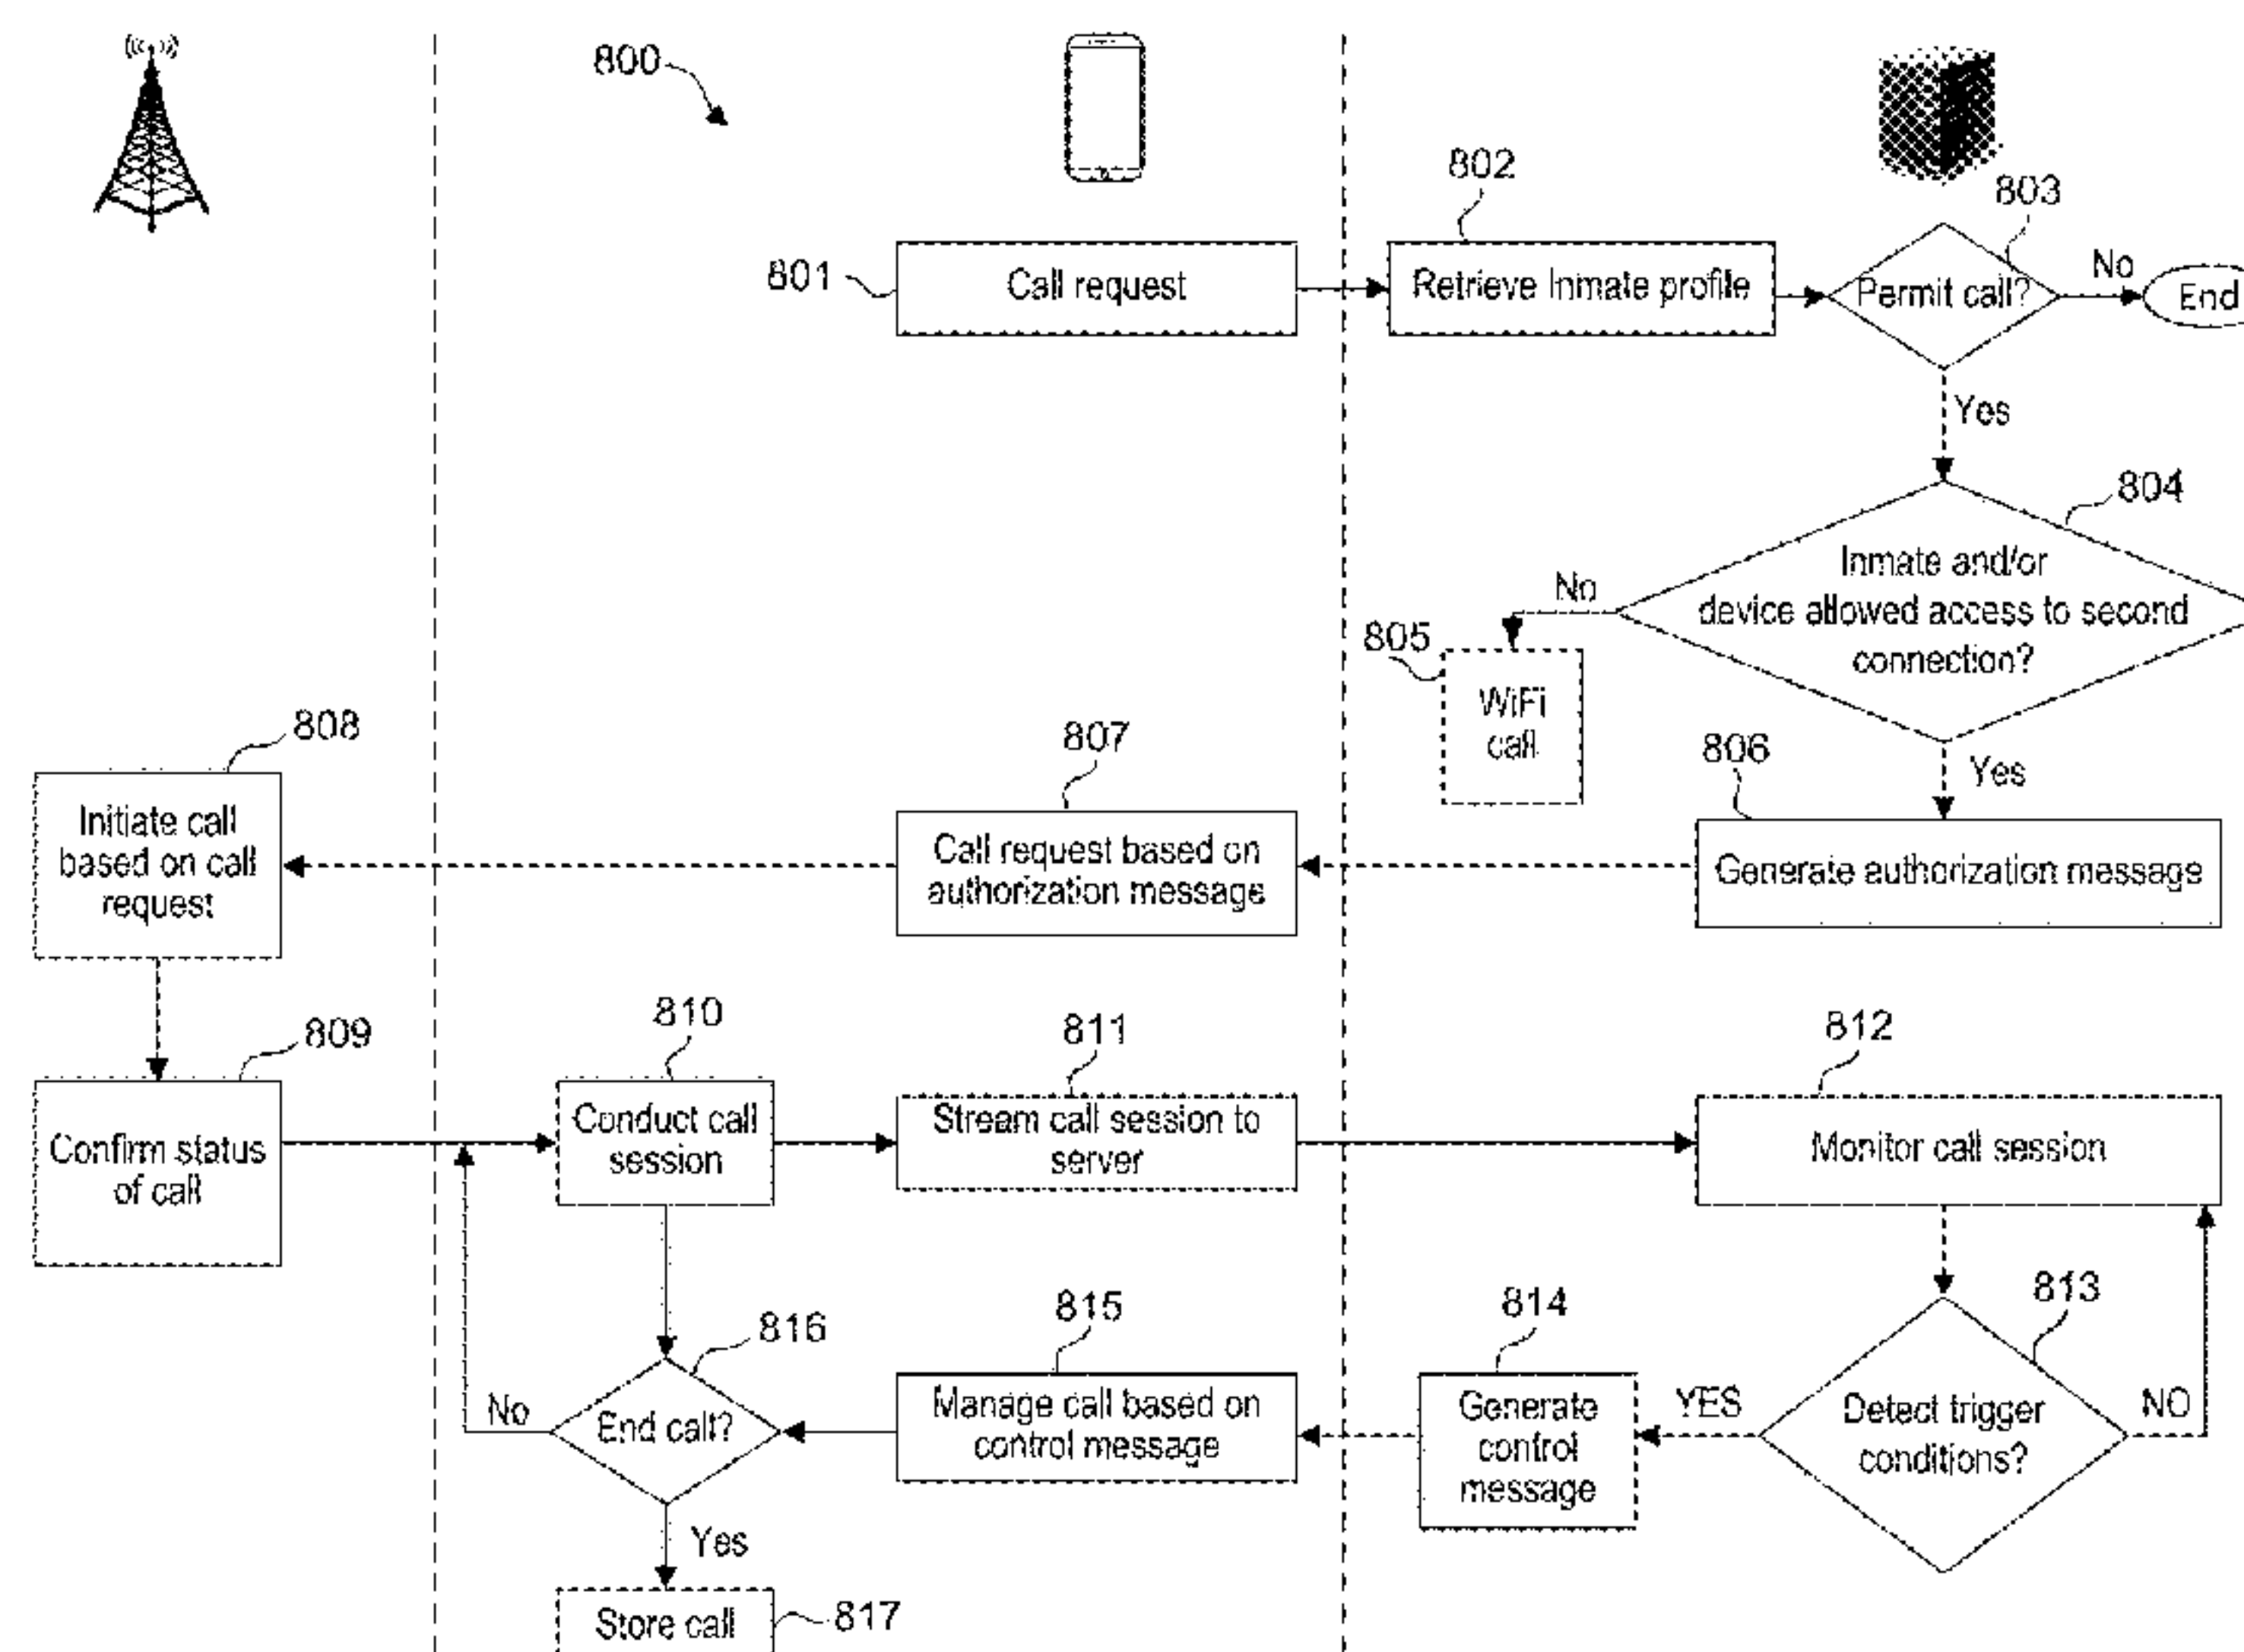 800
802
803
801
Call request
Retrieve Inmate profile
Permit call?
No
End
Yes
804
Inmate and/or
device allowed access to second
connection?
No
805
WiFi
call
Yes
806
807
808
Initiate call
based on call
request
Call request based on
authorization message
Generate authorization message
809
810
811
812
Confirm status
of call
Conduct call
session
Stream call session to
server
Monitor call session
813
814
815
816
No
End call?
Manage call based on
control message
Generate
control
message
YES
Detect trigger
conditions?
NO
Yes
Store call
817